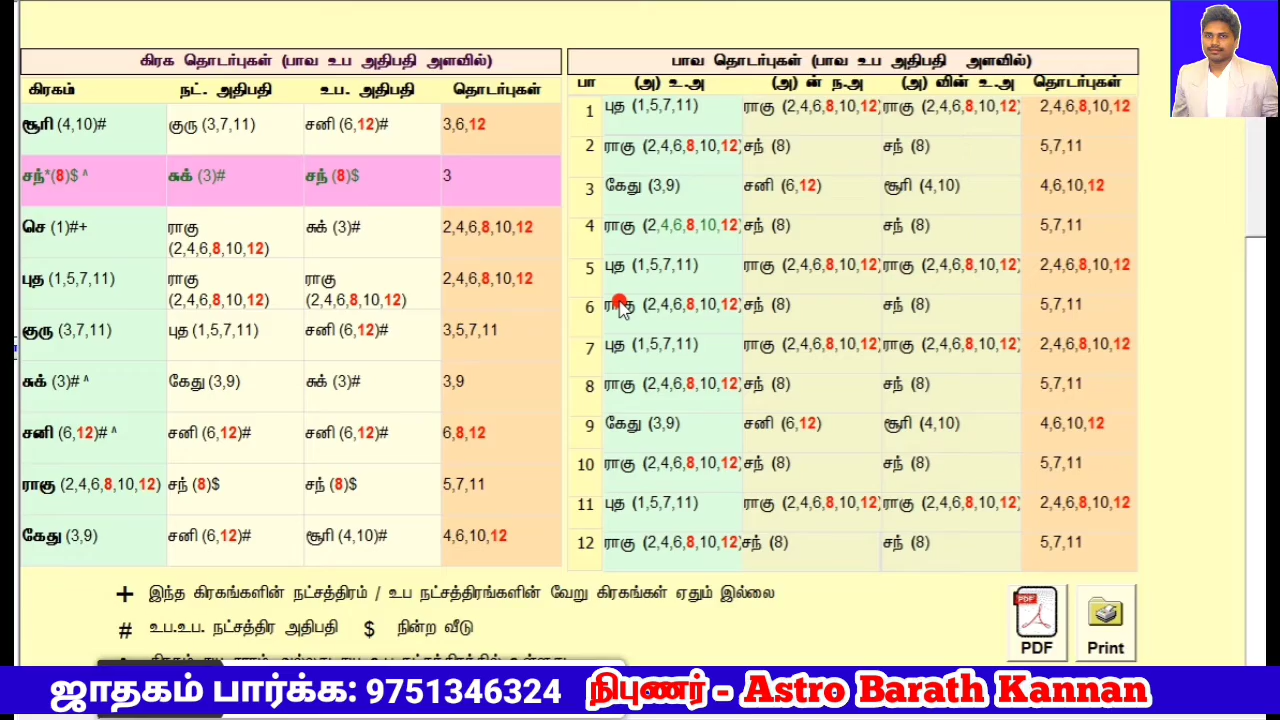 கிரக தொடர்புகள் (பாவ உப அதிபதி அளவில்)
கிரகம் நட். அதிபதி உப. அதிபதி தொடர்புகள்
சூரி (4,10)# குரு (3,7,11) சனி (6,12)# 3,6,12
சந்*(8)$ ^ சுக் (3)# சந் (8)$ 3
செ (1)#+ ராகு (2,4,6,8,10,12) சுக் (3)# 2,4,6,8,10,12
புத (1,5,7,11) ராகு (2,4,6,8,10,12) ராகு (2,4,6,8,10,12) 2,4,6,8,10,12
குரு (3,7,11) புத (1,5,7,11) சனி (6,12)# 3,5,7,11
சுக் (3)# ^ கேது (3,9) சுக் (3)# 3,9
சனி (6,12)# ^ சனி (6,12)# சனி (6,12)# 6,8,12
ராகு (2,4,6,8,10,12) சந் (8)$ சந் (8)$ 5,7,11
கேது (3,9) சனி (6,12)# சூரி (4,10)# 4,6,10,12
பாவ தொடர்புகள் (பாவ உப அதிபதி அளவில்)
பா (அ) உ.அ (அ) ன் ந.அ (அ) வின் உ.அ தொடர்புகள்
1 புத (1,5,7,11) ராகு (2,4,6,8,10,12) ராகு (2,4,6,8,10,12) 2,4,6,8,10,12
2 ராகு (2,4,6,8,10,12) சந் (8) சந் (8) 5,7,11
3 கேது (3,9) சனி (6,12) சூரி (4,10) 4,6,10,12
4 ராகு (2,4,6,8,10,12) சந் (8) சந் (8) 5,7,11
5 புத (1,5,7,11) ராகு (2,4,6,8,10,12) ராகு (2,4,6,8,10,12) 2,4,6,8,10,12
6 ராகு (2,4,6,8,10,12) சந் (8) சந் (8) 5,7,11
7 புத (1,5,7,11) ராகு (2,4,6,8,10,12) ராகு (2,4,6,8,10,12) 2,4,6,8,10,12
8 ராகு (2,4,6,8,10,12) சந் (8) சந் (8) 5,7,11
9 கேது (3,9) சனி (6,12) சூரி (4,10) 4,6,10,12
10 ராகு (2,4,6,8,10,12) சந் (8) சந் (8) 5,7,11
11 புத (1,5,7,11) ராகு (2,4,6,8,10,12) ராகு (2,4,6,8,10,12) 2,4,6,8,10,12
12 ராகு (2,4,6,8,10,12) சந் (8) சந் (8) 5,7,11
+ இந்த கிரகங்களின் நட்சத்திரம் / உப நட்சத்திரங்களின் வேறு கிரகங்கள் ஏதும் இல்லை
# உப.உப. நட்சத்திர அதிபதி $ நின்ற வீடு
PDF
PDF Print
ஜாதகம் பார்க்க: 9751346324 நிபுணர் - Astro Barath Kannan